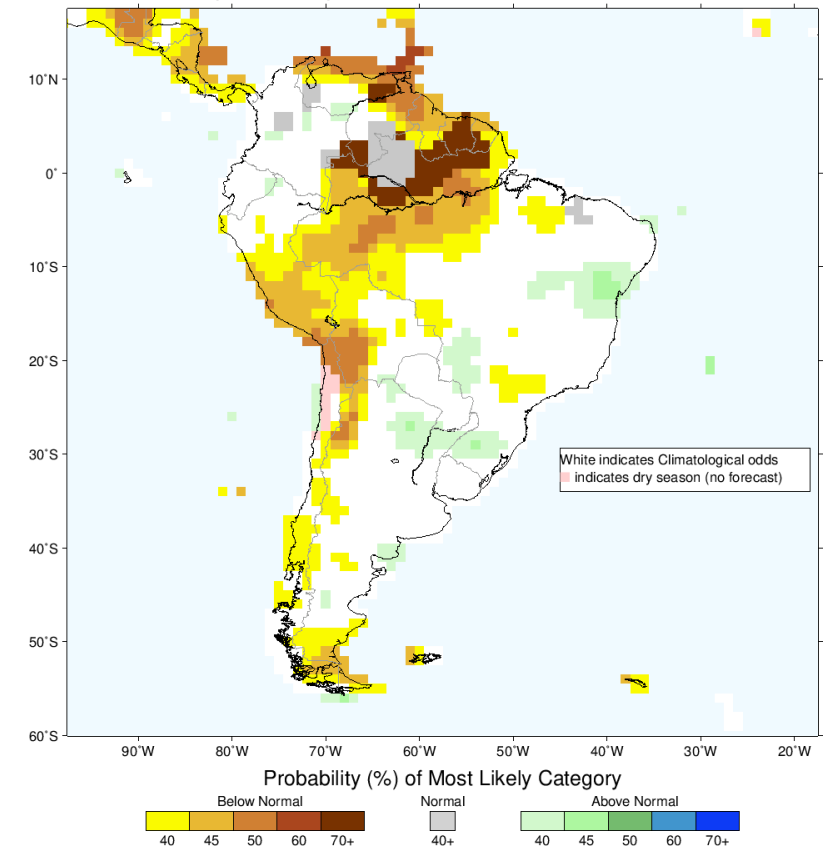 10˚N
0˚
10˚S
20˚S
30˚S
40˚S
50˚S
60˚S
White indicates Climatological odds
indicates dry season (no forecast)
90˚W 80˚W 70˚W 60˚W 50˚W 40˚W 30˚W 20˚W
Probability (%) of Most Likely Category
Below Normal Normal Above Normal
40 45 50 60 70+ 40+ 40 45 50 60 70+